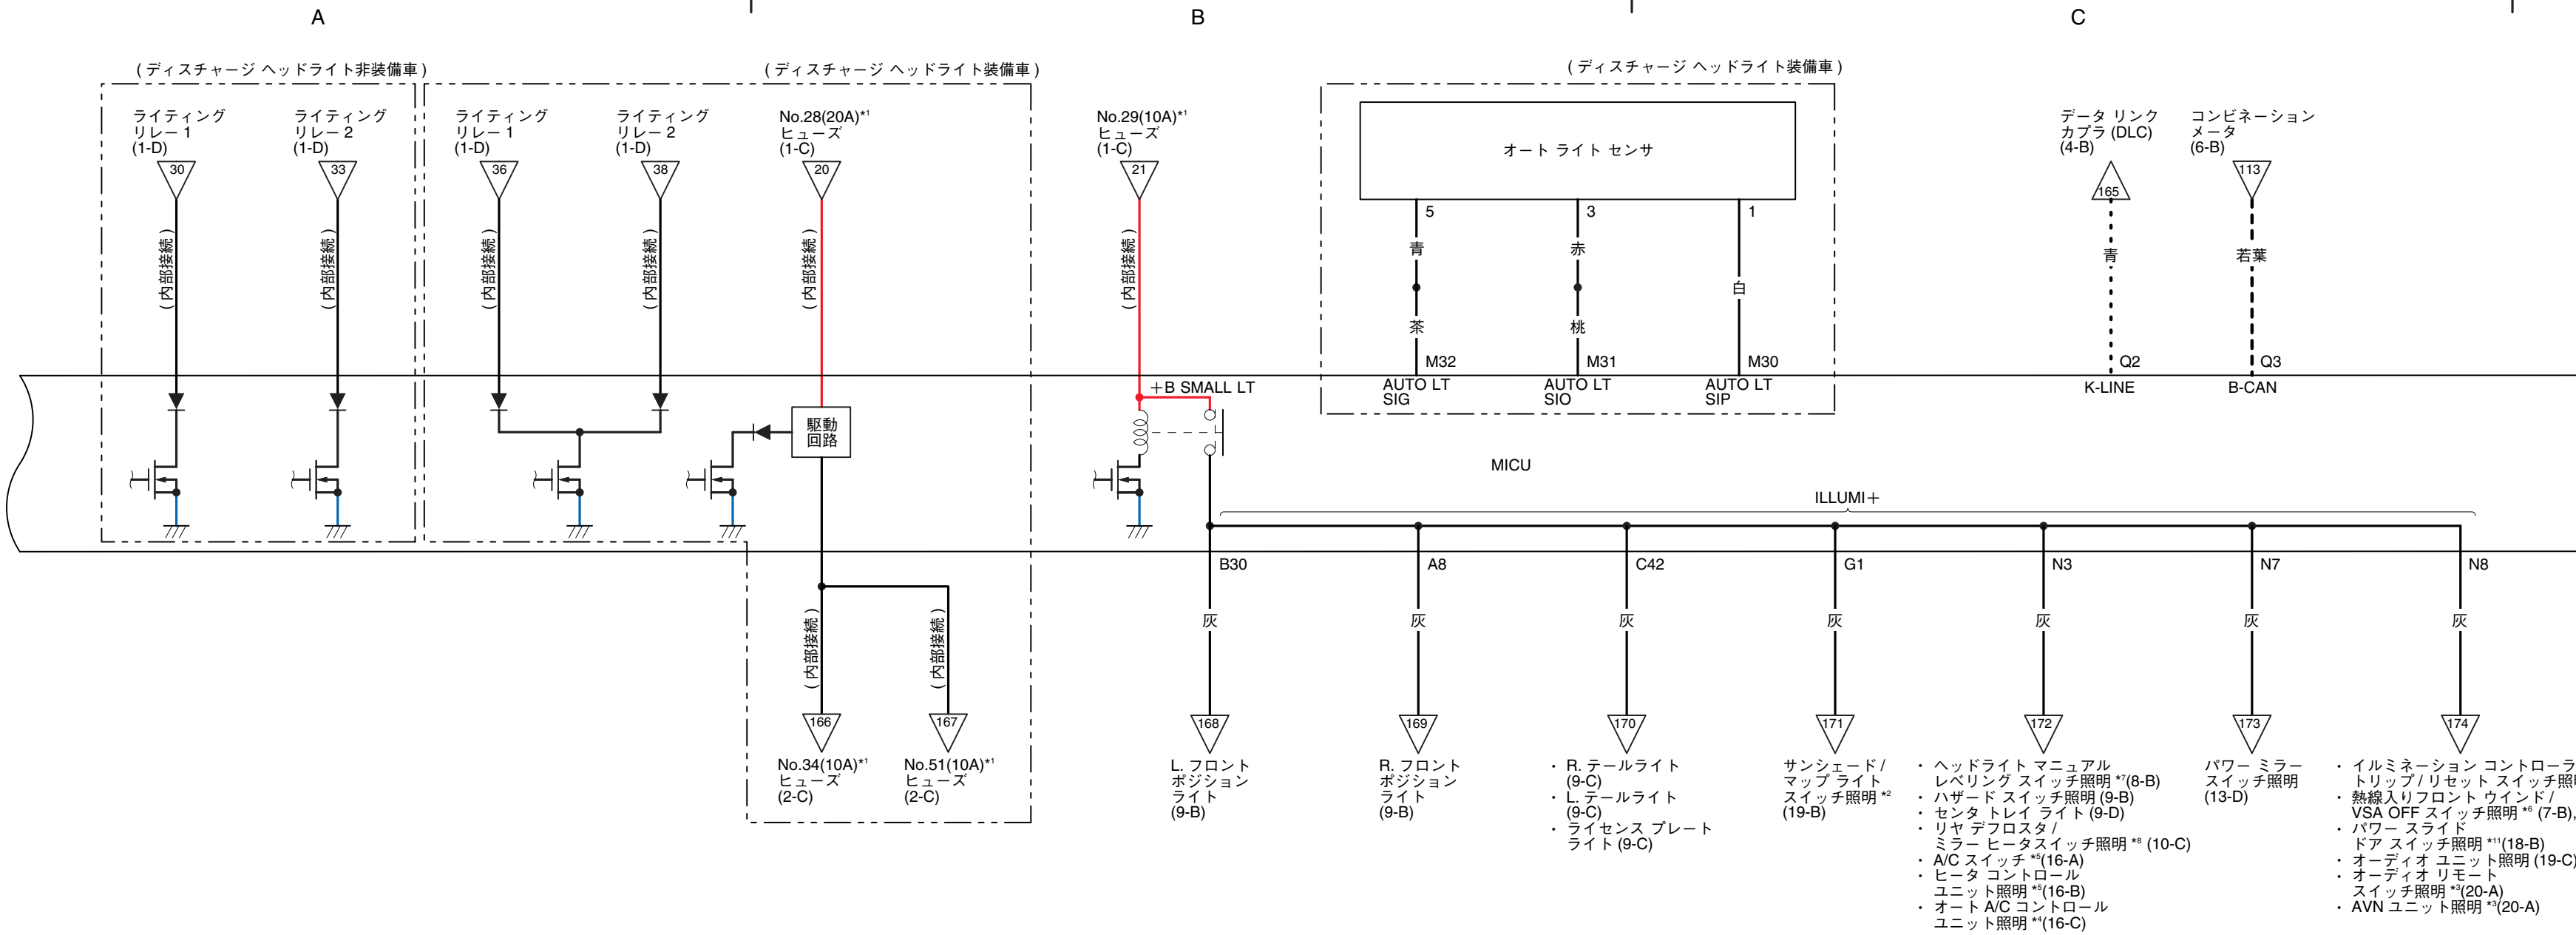 A
B
C
( ディスチャージ ヘッドライト非装備車 )
( ディスチャージ ヘッドライト装備車 )
( ディスチャージ ヘッドライト装備車 )
ライティング
リレー 1
(1-D)
30
( 内部接続 )
ライティング
リレー 2
(1-D)
33
( 内部接続 )
ライティング
リレー 1
(1-D)
36
( 内部接続 )
ライティング
リレー 2
(1-D)
38
( 内部接続 )
No.28(20A)*1
ヒューズ
(1-C)
20
( 内部接続 )
No.29(10A)*1
ヒューズ
(1-C)
21
( 内部接続 )
オート ライト センサ
5
3
1
青
赤
白
茶
桃
M32
M31
M30
AUTO LT
SIG
AUTO LT
SIO
AUTO LT
SIP
データ リンク
カプラ (DLC)
(4-B)
165
青
Q2
K-LINE
コンビネーション
メータ
(6-B)
113
若葉
Q3
B-CAN
+B SMALL LT
駆動
回路
MICU
ILLUMI+
B30
A8
C42
G1
N3
N7
N8
灰
灰
灰
灰
灰
灰
灰
( 内部接続 )
( 内部接続 )
166
167
168
169
170
171
172
173
174
No.34(10A)*1
ヒューズ
(2-C)
No.51(10A)*1
ヒューズ
(2-C)
L. フロント
ポジション
ライト
(9-B)
R. フロント
ポジション
ライト
(9-B)
・ R. テールライト
(9-C)
・ L. テールライト
(9-C)
・ ライセンス プレート
ライト (9-C)
サンシェード /
マップ ライト
スイッチ照明 *2
(19-B)
・ ヘッドライト マニュアル
レベリング スイッチ照明 *7(8-B)
・ ハザード スイッチ照明 (9-B)
・ センタ トレイ ライト (9-D)
・ リヤ デフロスタ /
ミラー ヒータスイッチ照明 *8 (10-C)
・ A/C スイッチ *5(16-A)
・ ヒータ コントロール
ユニット照明 *5(16-B)
・ オート A/C コントロール
ユニット照明 *4(16-C)
パワー ミラー
スイッチ照明
(13-D)
・ イルミネーション コントローラ
トリップ / リセット スイッチ照
・ 熱線入りフロント ウインド /
VSA OFF スイッチ照明 *6 (7-B),
・ パワー スライド
ドア スイッチ照明 *11(18-B)
・ オーディオ ユニット照明 (19-C)
・ オーディオ リモート
スイッチ照明 *3(20-A)
・ AVN ユニット照明 *3(20-A)